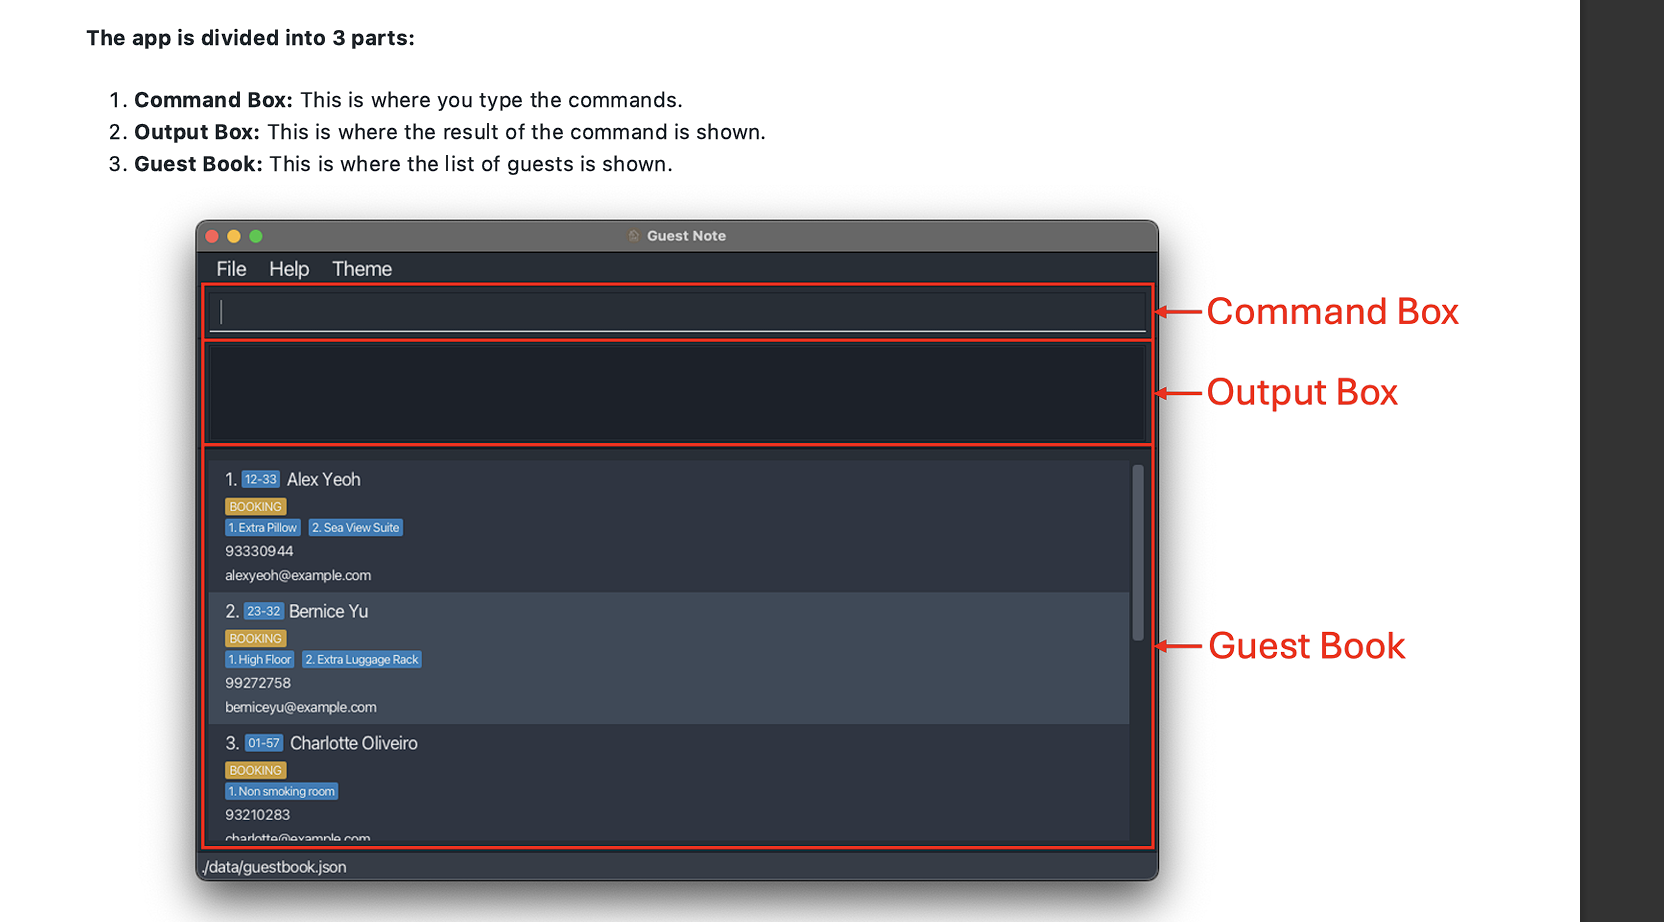 The app is divided into 3 parts:
1. Command Box: This is where you type the commands.
2. Output Box: This is where the result of the command is shown.
3. Guest Book: This is where the list of guests is shown.
Guest Note
File Help Theme
Command Box
Output Box
1. 12-33 Alex Yeoh
BOOKING
1. Extra Pillow 2. Sea View Suite
93330944
alexyeoh@example.com
2. 23-32 Bernice Yu
BOOKING
1. High Floor 2. Extra Luggage Rack
99272758
berniceyu@example.com
Guest Book
3. 01-57 Charlotte Oliveiro
BOOKING
1. Non smoking room
93210283
charlotte@example.com
./data/guestbook.json